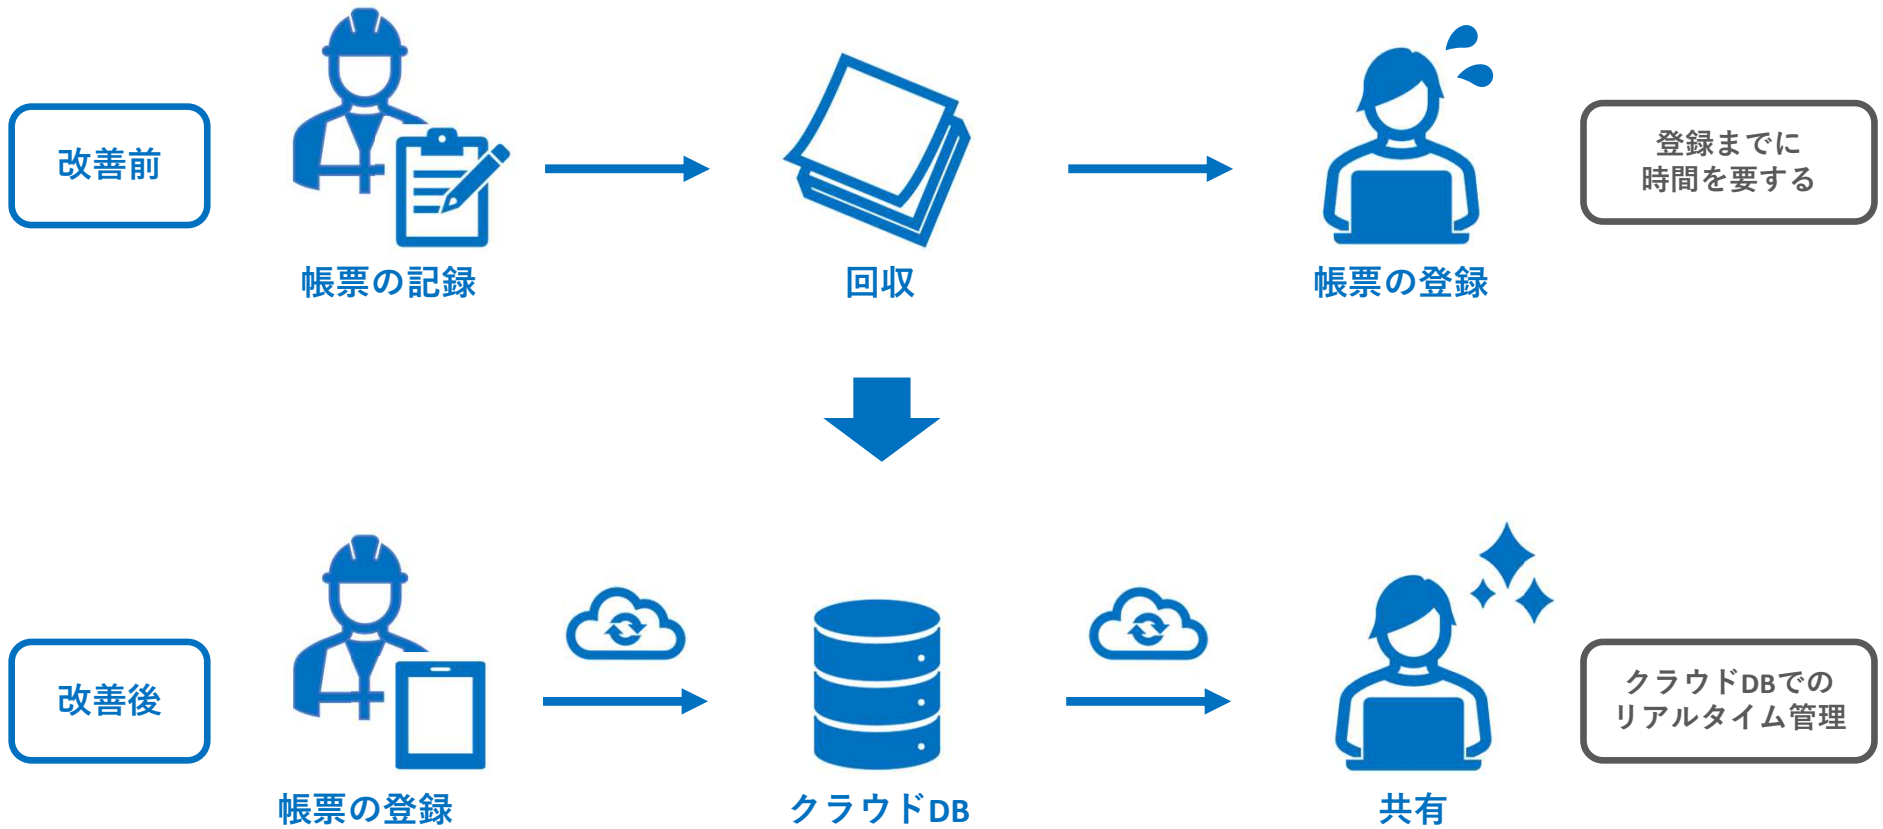 改善前
帳票の記録
回収
帳票の登録
登録までに
時間を要する
改善後
帳票の登録
クラウドDB
共有
クラウドDBでの
リアルタイム管理